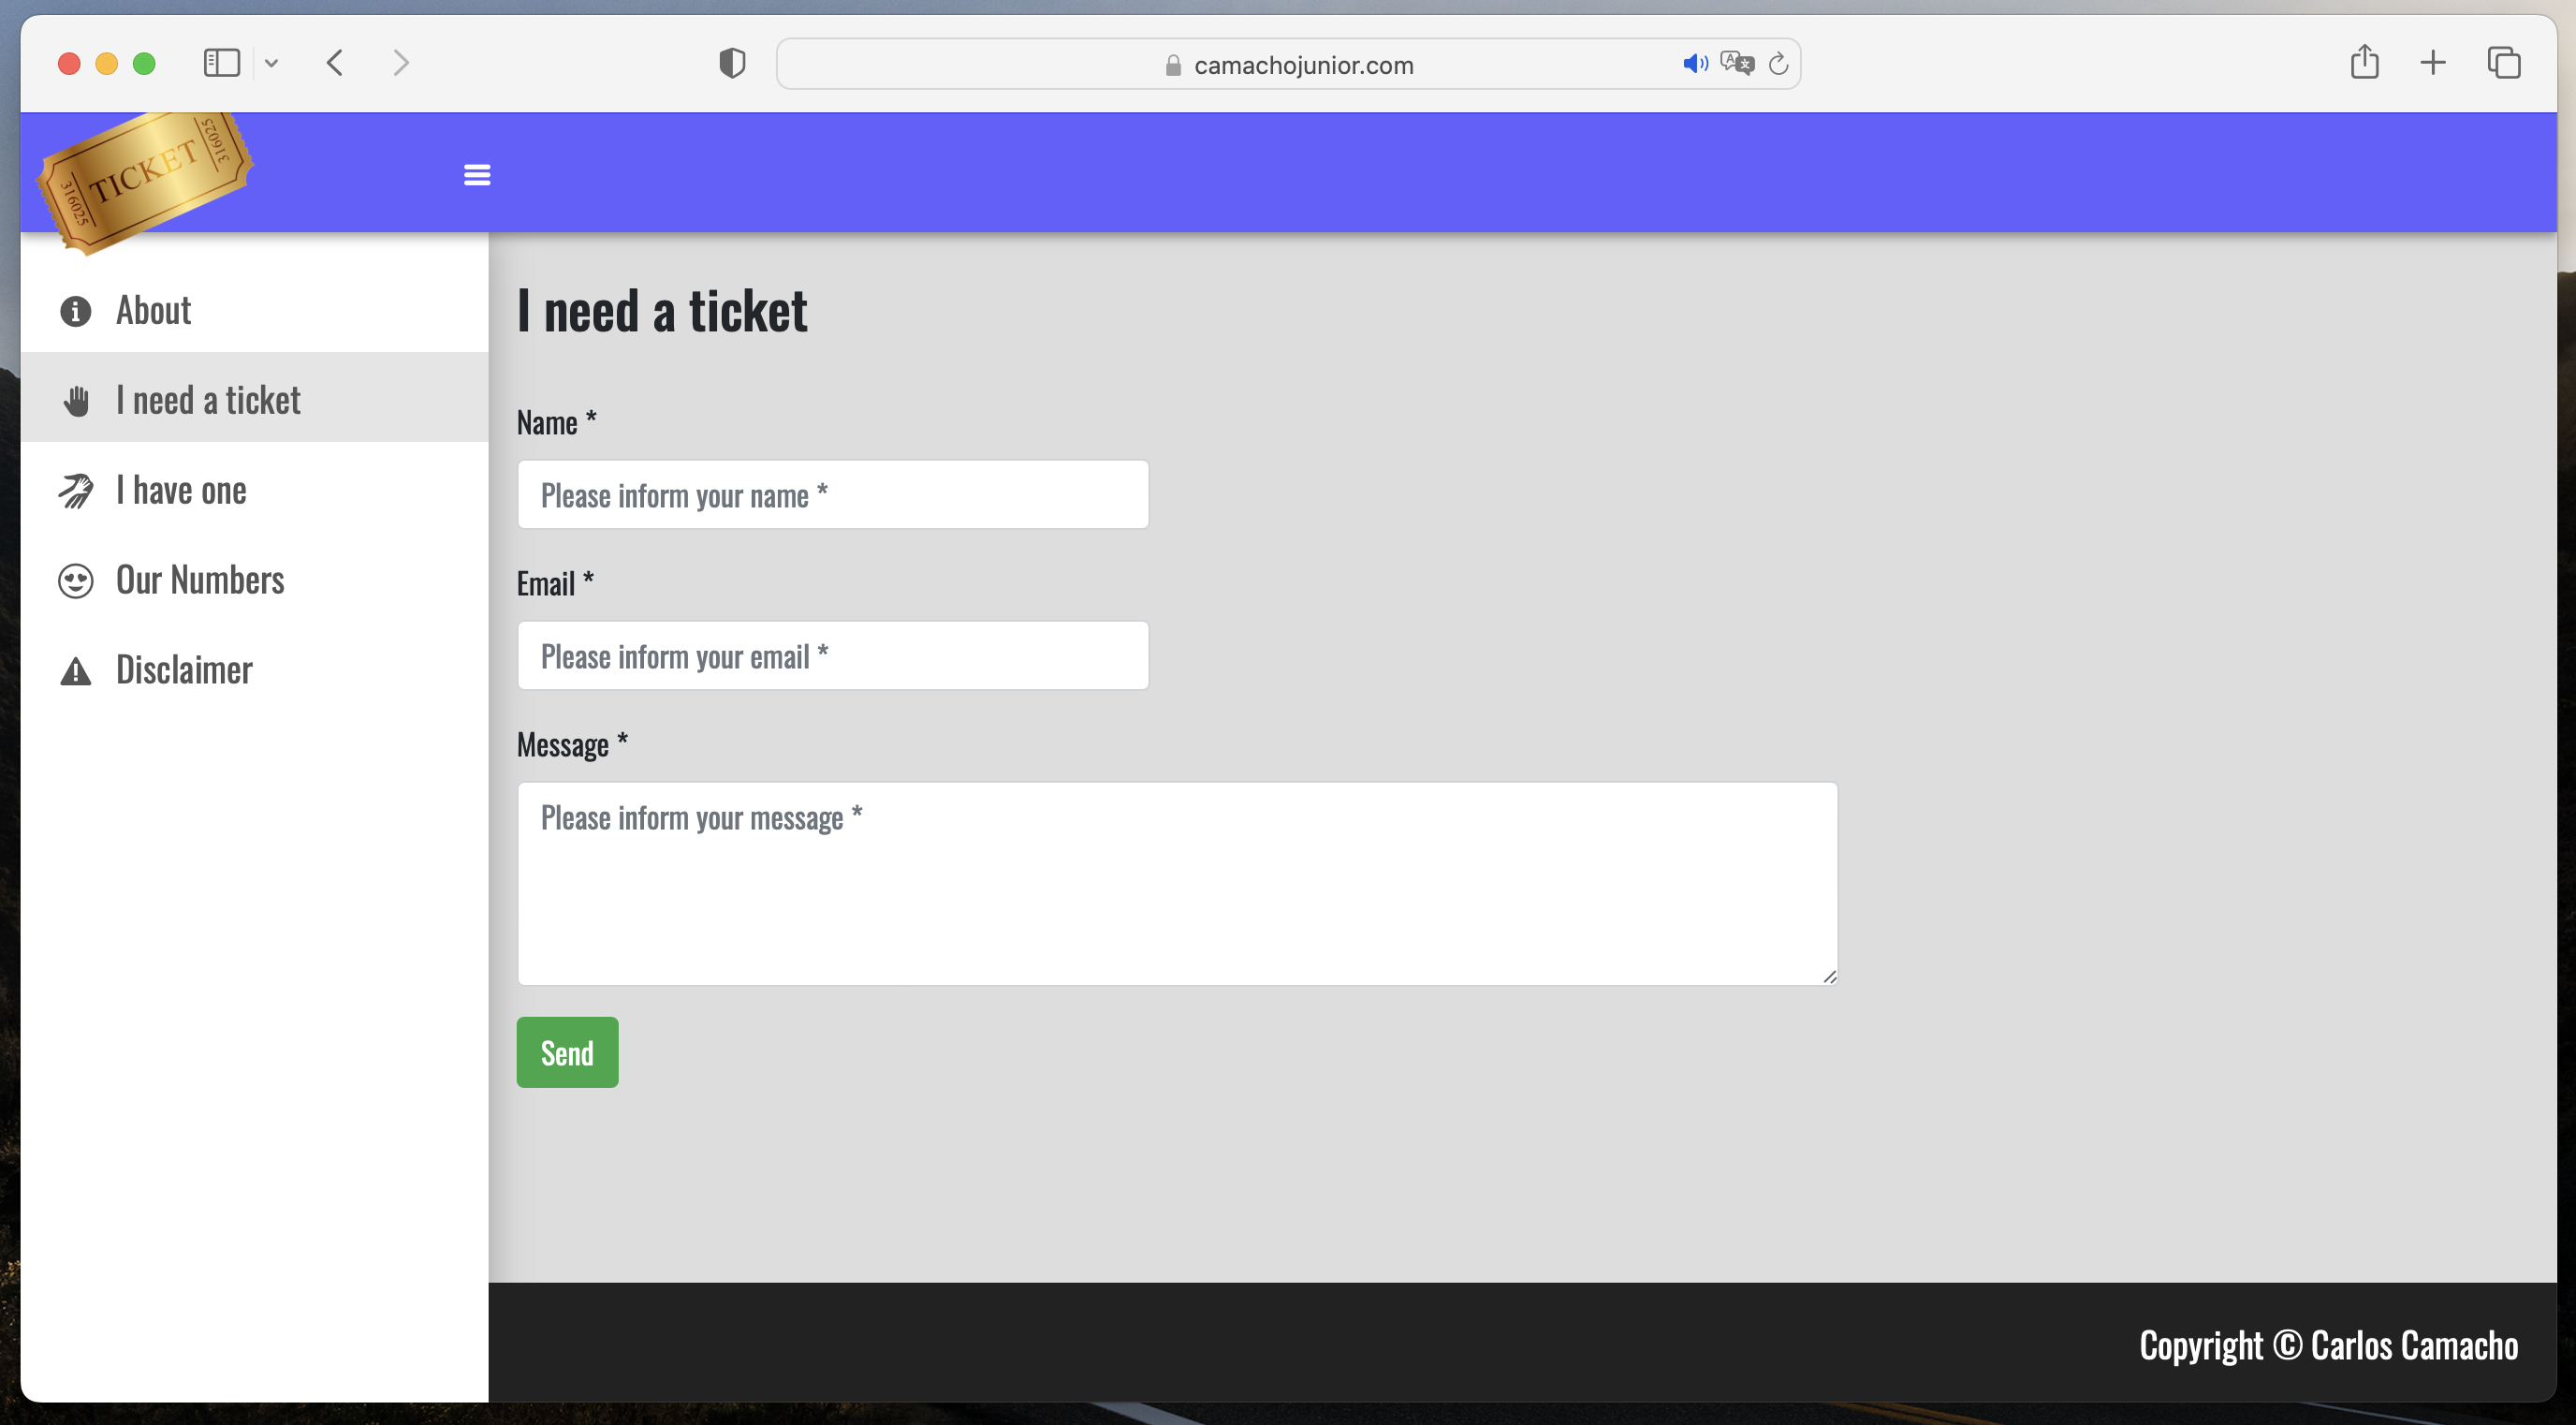 camachojunior.com
TICKET
316025
316025
About
I need a ticket
I have one
Our Numbers
Disclaimer
I need a ticket
Name *
Please inform your name *
Email *
Please inform your email *
Message *
Please inform your message *
Send
Copyright © Carlos Camacho